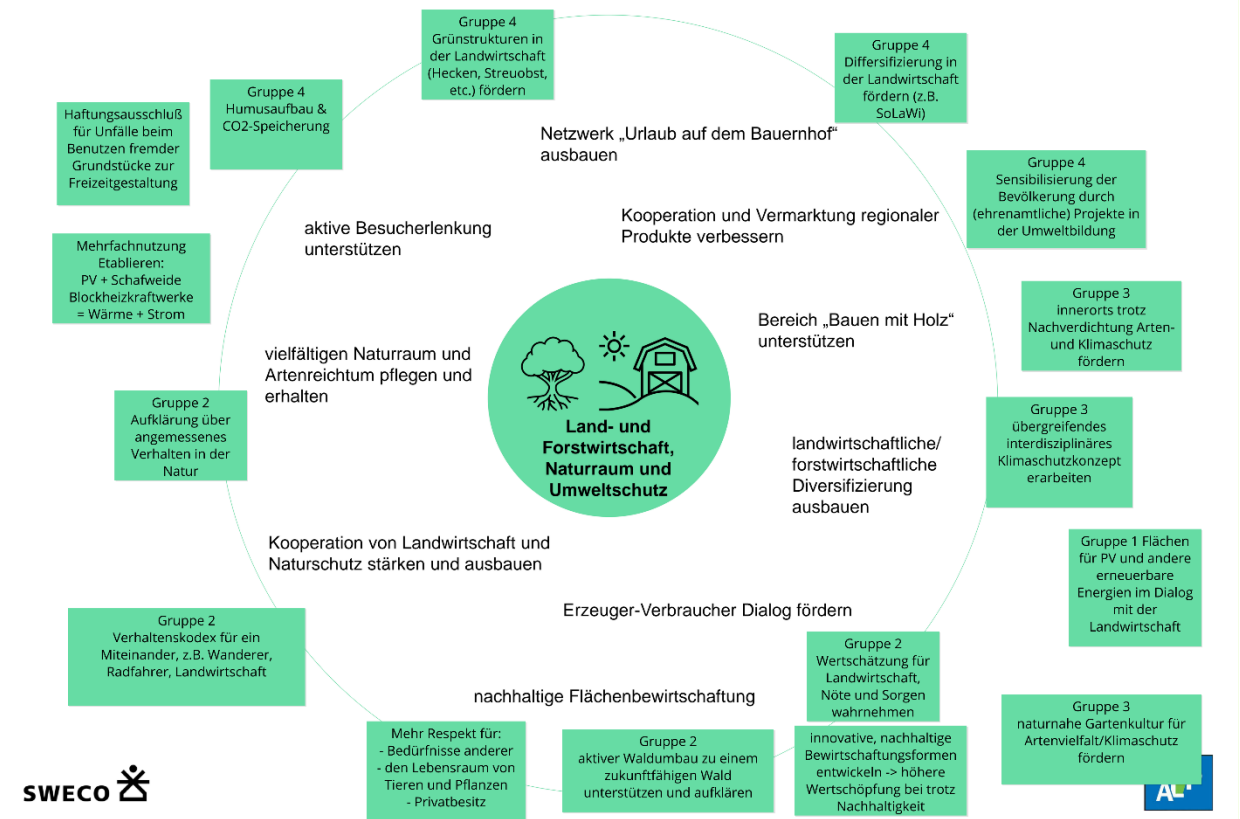 Gruppe 4
Grünstrukturen in
der Landwirtschaft
(Hecken, Streuobst,
etc.) fördern
Gruppe 4
Differsifizierung in
der Landwirtschaft
fördern (z.B.
SoLaWi)
Gruppe 4
Humusaufbau &
CO2-Speicherung
Haftungsausschluß
für Unfälle beim
Benutzen fremder
Grundstücke zur
Freizeitgestaltung
Netzwerk „Urlaub auf dem Bauernhof“
ausbauen
Gruppe 4
Sensibilisierung der
Bevölkerung durch
(ehrenamtliche) Projekte in
der Umweltbildung
aktive Besucherlenkung
unterstützen
Kooperation und Vermarktung regionaler
Produkte verbessern
Mehrfachnutzung
Etablieren:
PV + Schafweide
Blockheizkraftwerke
= Wärme + Strom
Gruppe 3
innerorts trotz
Nachverdichtung Arten-
und Klimaschutz
fördern
Bereich „Bauen mit Holz“
unterstützen
vielfältigen Naturraum und
Artenreichtum pflegen und
erhalten
Gruppe 2
Aufklärung über
angemessenes
Verhalten in der
Natur
Land- und
Forstwirtschaft,
Naturraum und
Umweltschutz
Gruppe 3
übergreifendes
interdisziplinäres
Klimaschutzkonzept
erarbeiten
landwirtschaftliche/
forstwirtschaftliche
Diversifizierung
ausbauen
Kooperation von Landwirtschaft und
Naturschutz stärken und ausbauen
Gruppe 1 Flächen
für PV und andere
erneuerbare
Energien im Dialog
mit der
Landwirtschaft
Erzeuger-Verbraucher Dialog fördern
Gruppe 2
Verhaltenskodex für ein
Miteinander, z.B. Wanderer,
Radfahrer, Landwirtschaft
Gruppe 2
Wertschätzung für
Landwirtschaft,
Nöte und Sorgen
wahrnehmen
nachhaltige Flächenbewirtschaftung
Mehr Respekt für:
- Bedürfnisse anderer
- den Lebensraum von
Tieren und Pflanzen
- Privatbesitz
Gruppe 2
aktiver Waldumbau zu einem
zukunftfähigen Wald
unterstützen und aufklären
innovative, nachhaltige
Bewirtschaftungsformen
entwickeln -> höhere
Wertschöpfung bei trotz
Nachhaltigkeit
Gruppe 3
naturnahe Gartenkultur für
Artenvielfalt/Klimaschutz
fördern
SWECO